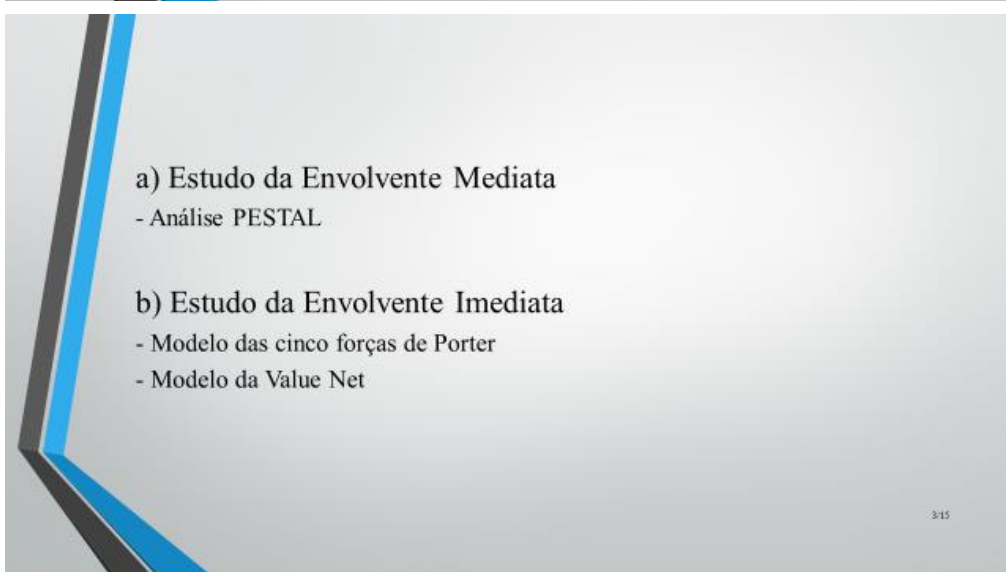 a) Estudo da Envolvente Mediata
- Análise PESTAL
b) Estudo da Envolvente Imediata
- Modelo das cinco forças de Porter
- Modelo da Value Net
3/15